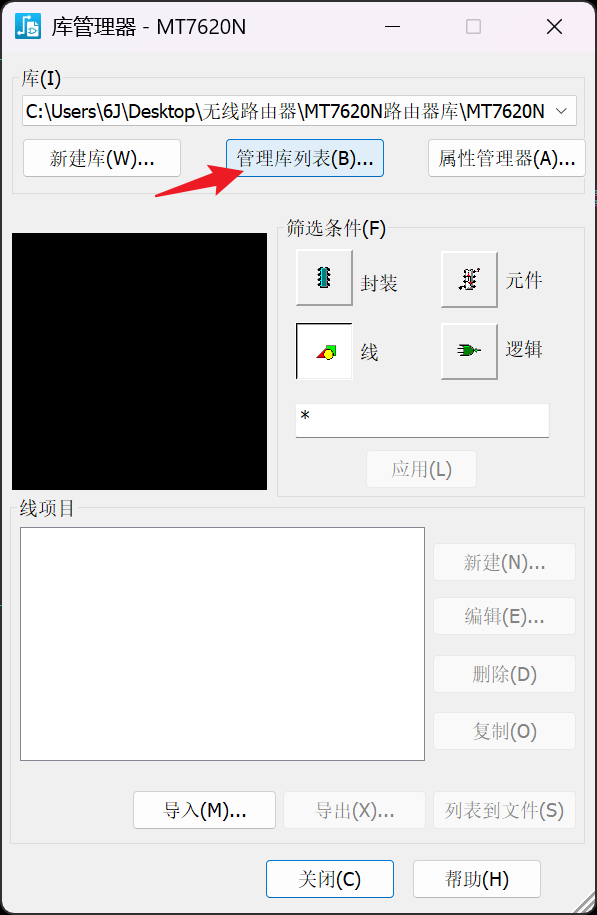 库管理器 - MT7620N
库(I)
C:\Users\6J\Desktop\无线路由器\MT7620N路由器库\MT7620N
新建库(W)... 管理库列表(B)... 属性管理器(A)...
筛选条件(F)
封装 元件
线 逻辑
*
应用(L)
线项目
新建(N)...
编辑(E)...
删除(D)
复制(O)
导入(M)... 导出(X)... 列表到文件(S)
关闭(C) 帮助(H)